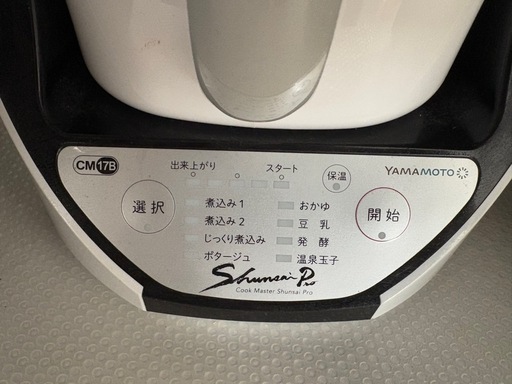 CM17B
出来上がり
スタート
保温
YAMAMOTO
選択
開始
煮込み1
煮込み2
じっくり煮込み
ポタージュ
おかゆ
豆乳
発酵
温泉玉子
Shunsai Pro
Cook Master Shunsai Pro